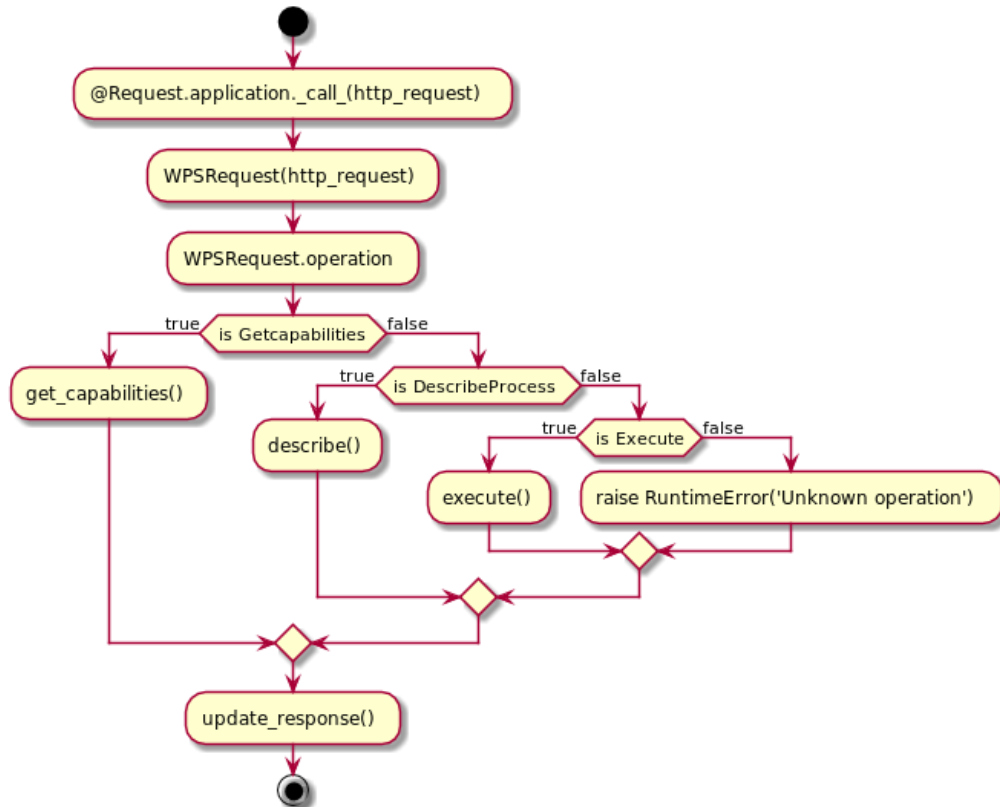 @Request.application._call_(http_request)
WPSRequest(http_request)
WPSRequest.operation
true
is Getcapabilities
false
get_capabilities()
true
is DescribeProcess
false
describe()
true
is Execute
false
execute()
raise RuntimeError('Unknown operation')
update_response()